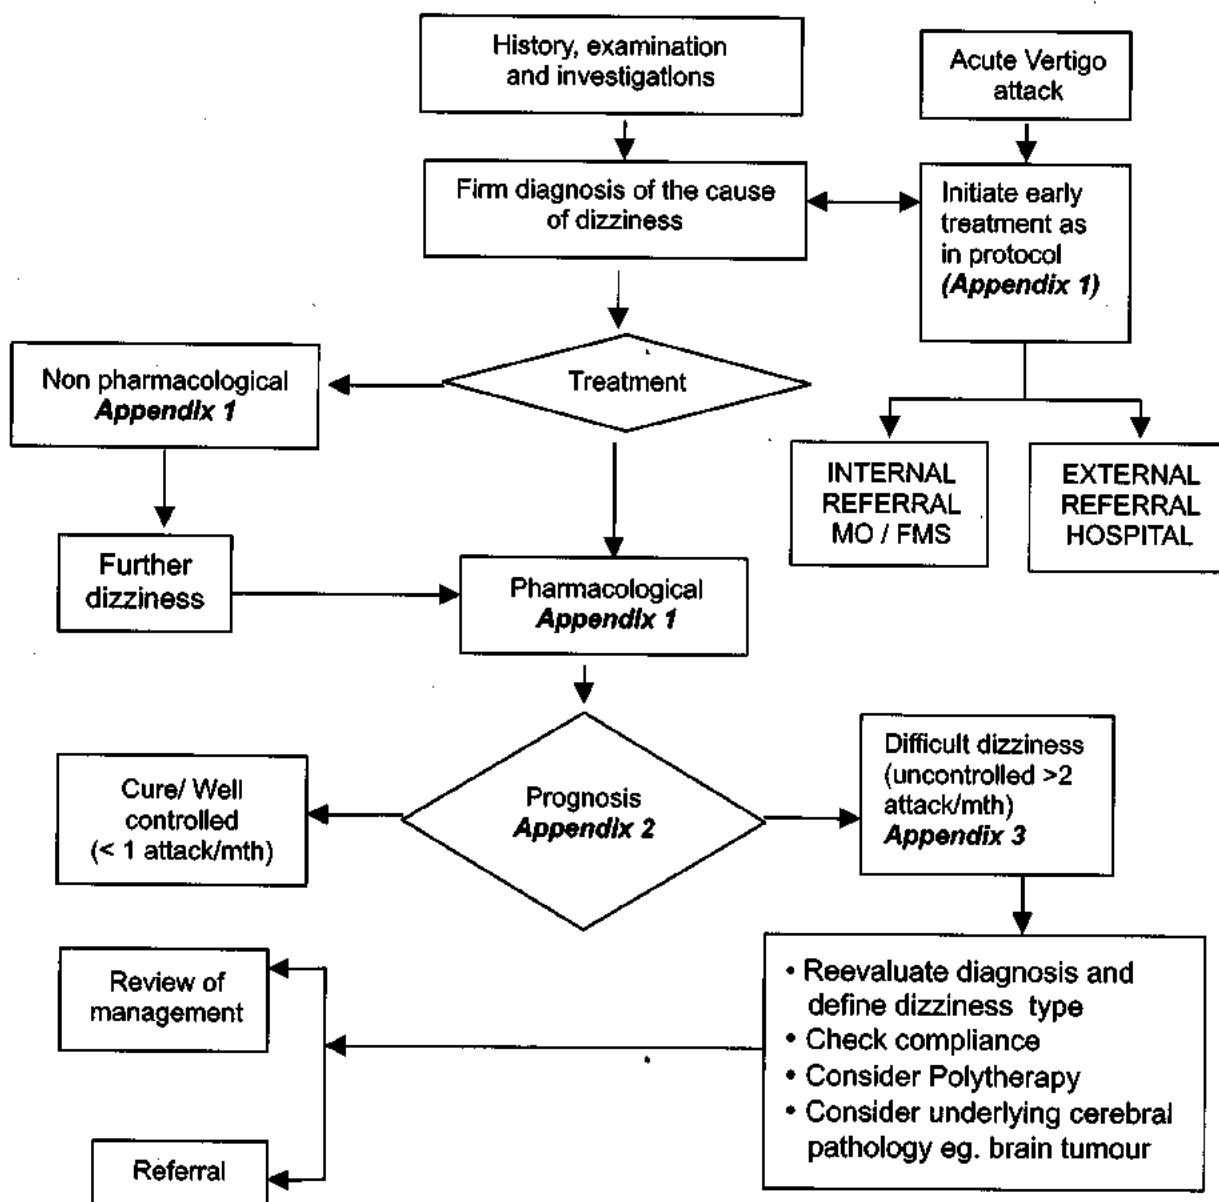 History, examination
and investigations
Acute Vertigo
attack
Firm diagnosis of the cause
of dizziness
Initiate early
treatment as
in protocol
(Appendix 1)
Non pharmacological
Appendix 1
Treatment
INTERNAL
REFERRAL
MO / FMS
EXTERNAL
REFERRAL
HOSPITAL
Further
dizziness
Pharmacological
Appendix 1
Cure/ Well
controlled
(< 1 attack/mth)
Prognosis
Appendix 2
Difficult dizziness
(uncontrolled >2
attack/mth)
Appendix 3
Review of
management
• Reevaluate diagnosis and
define dizziness type
• Check compliance
• Consider Polytherapy
• Consider underlying cerebral
pathology eg. brain tumour
Referral